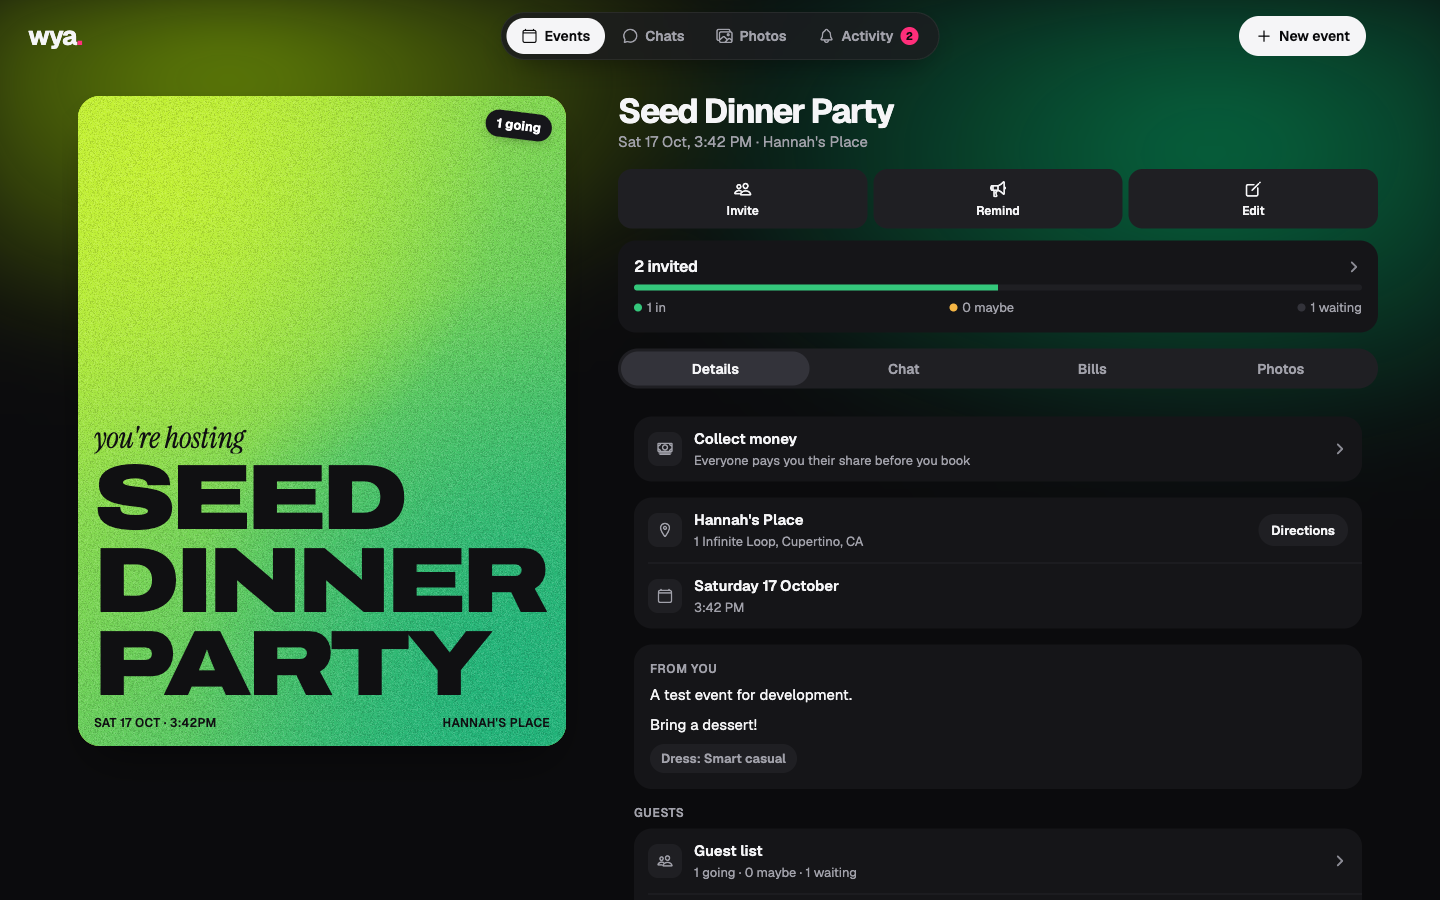 wya.
Events
Chats
Photos
Activity 2
New event
1 going
you're hosting
SEED
DINNER
PARTY
SAT 17 OCT · 3:42PM
HANNAH'S PLACE
Seed Dinner Party
Sat 17 Oct, 3:42 PM · Hannah's Place
Invite
Remind
Edit
2 invited
1 in
0 maybe
1 waiting
Details
Chat
Bills
Photos
Collect money
Everyone pays you their share before you book
Hannah's Place
1 Infinite Loop, Cupertino, CA
Directions
Saturday 17 October
3:42 PM
FROM YOU
A test event for development.
Bring a dessert!
Dress: Smart casual
GUESTS
Guest list
1 going · 0 maybe · 1 waiting